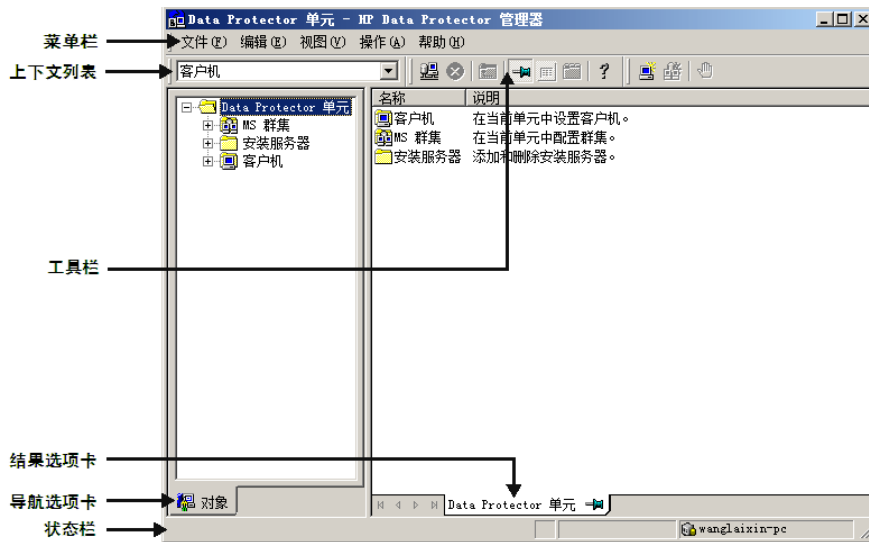 Data Protector 单元 - HP Data Protector 管理器
菜单栏
文件(F) 编辑(E) 视图(V) 操作(A) 帮助(H)
上下文列表
客户机
Data Protector 单元
MS 群集
安装服务器
客户机
名称 说明
客户机 在当前单元中设置客户机。
MS 群集 在当前单元中配置群集。
安装服务器 添加和删除安装服务器。
工具栏
结果选项卡
导航选项卡
对象
Data Protector 单元
状态栏
wanglaixin-pc